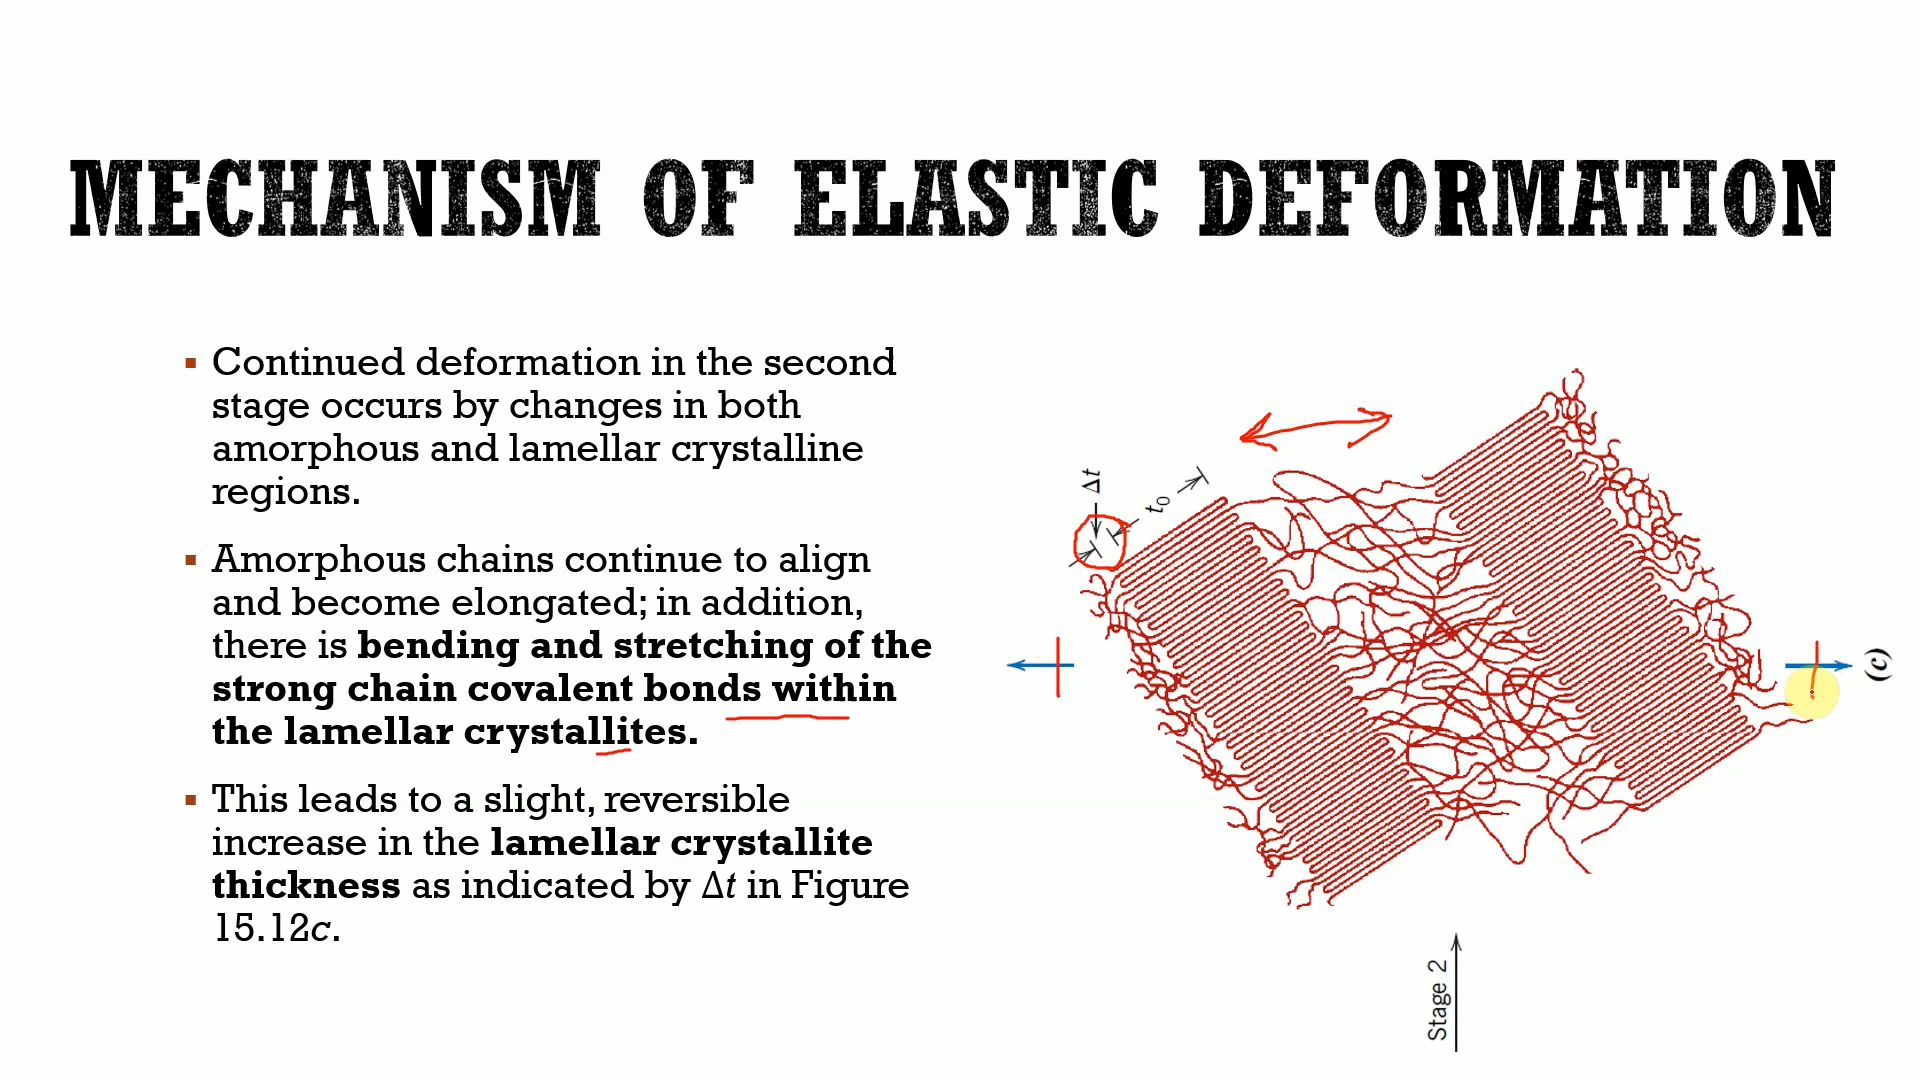 MECHANISM OF ELASTIC DEFORMATION
▪ Continued deformation in the second
stage occurs by changes in both
amorphous and lamellar crystalline
regions.
▪ Amorphous chains continue to align
and become elongated; in addition,
there is bending and stretching of the
strong chain covalent bonds within
the lamellar crystallites.
▪ This leads to a slight, reversible
increase in the lamellar crystallite
thickness as indicated by Δt in Figure
15.12c.
Δt
t₀
(c)
Stage 2